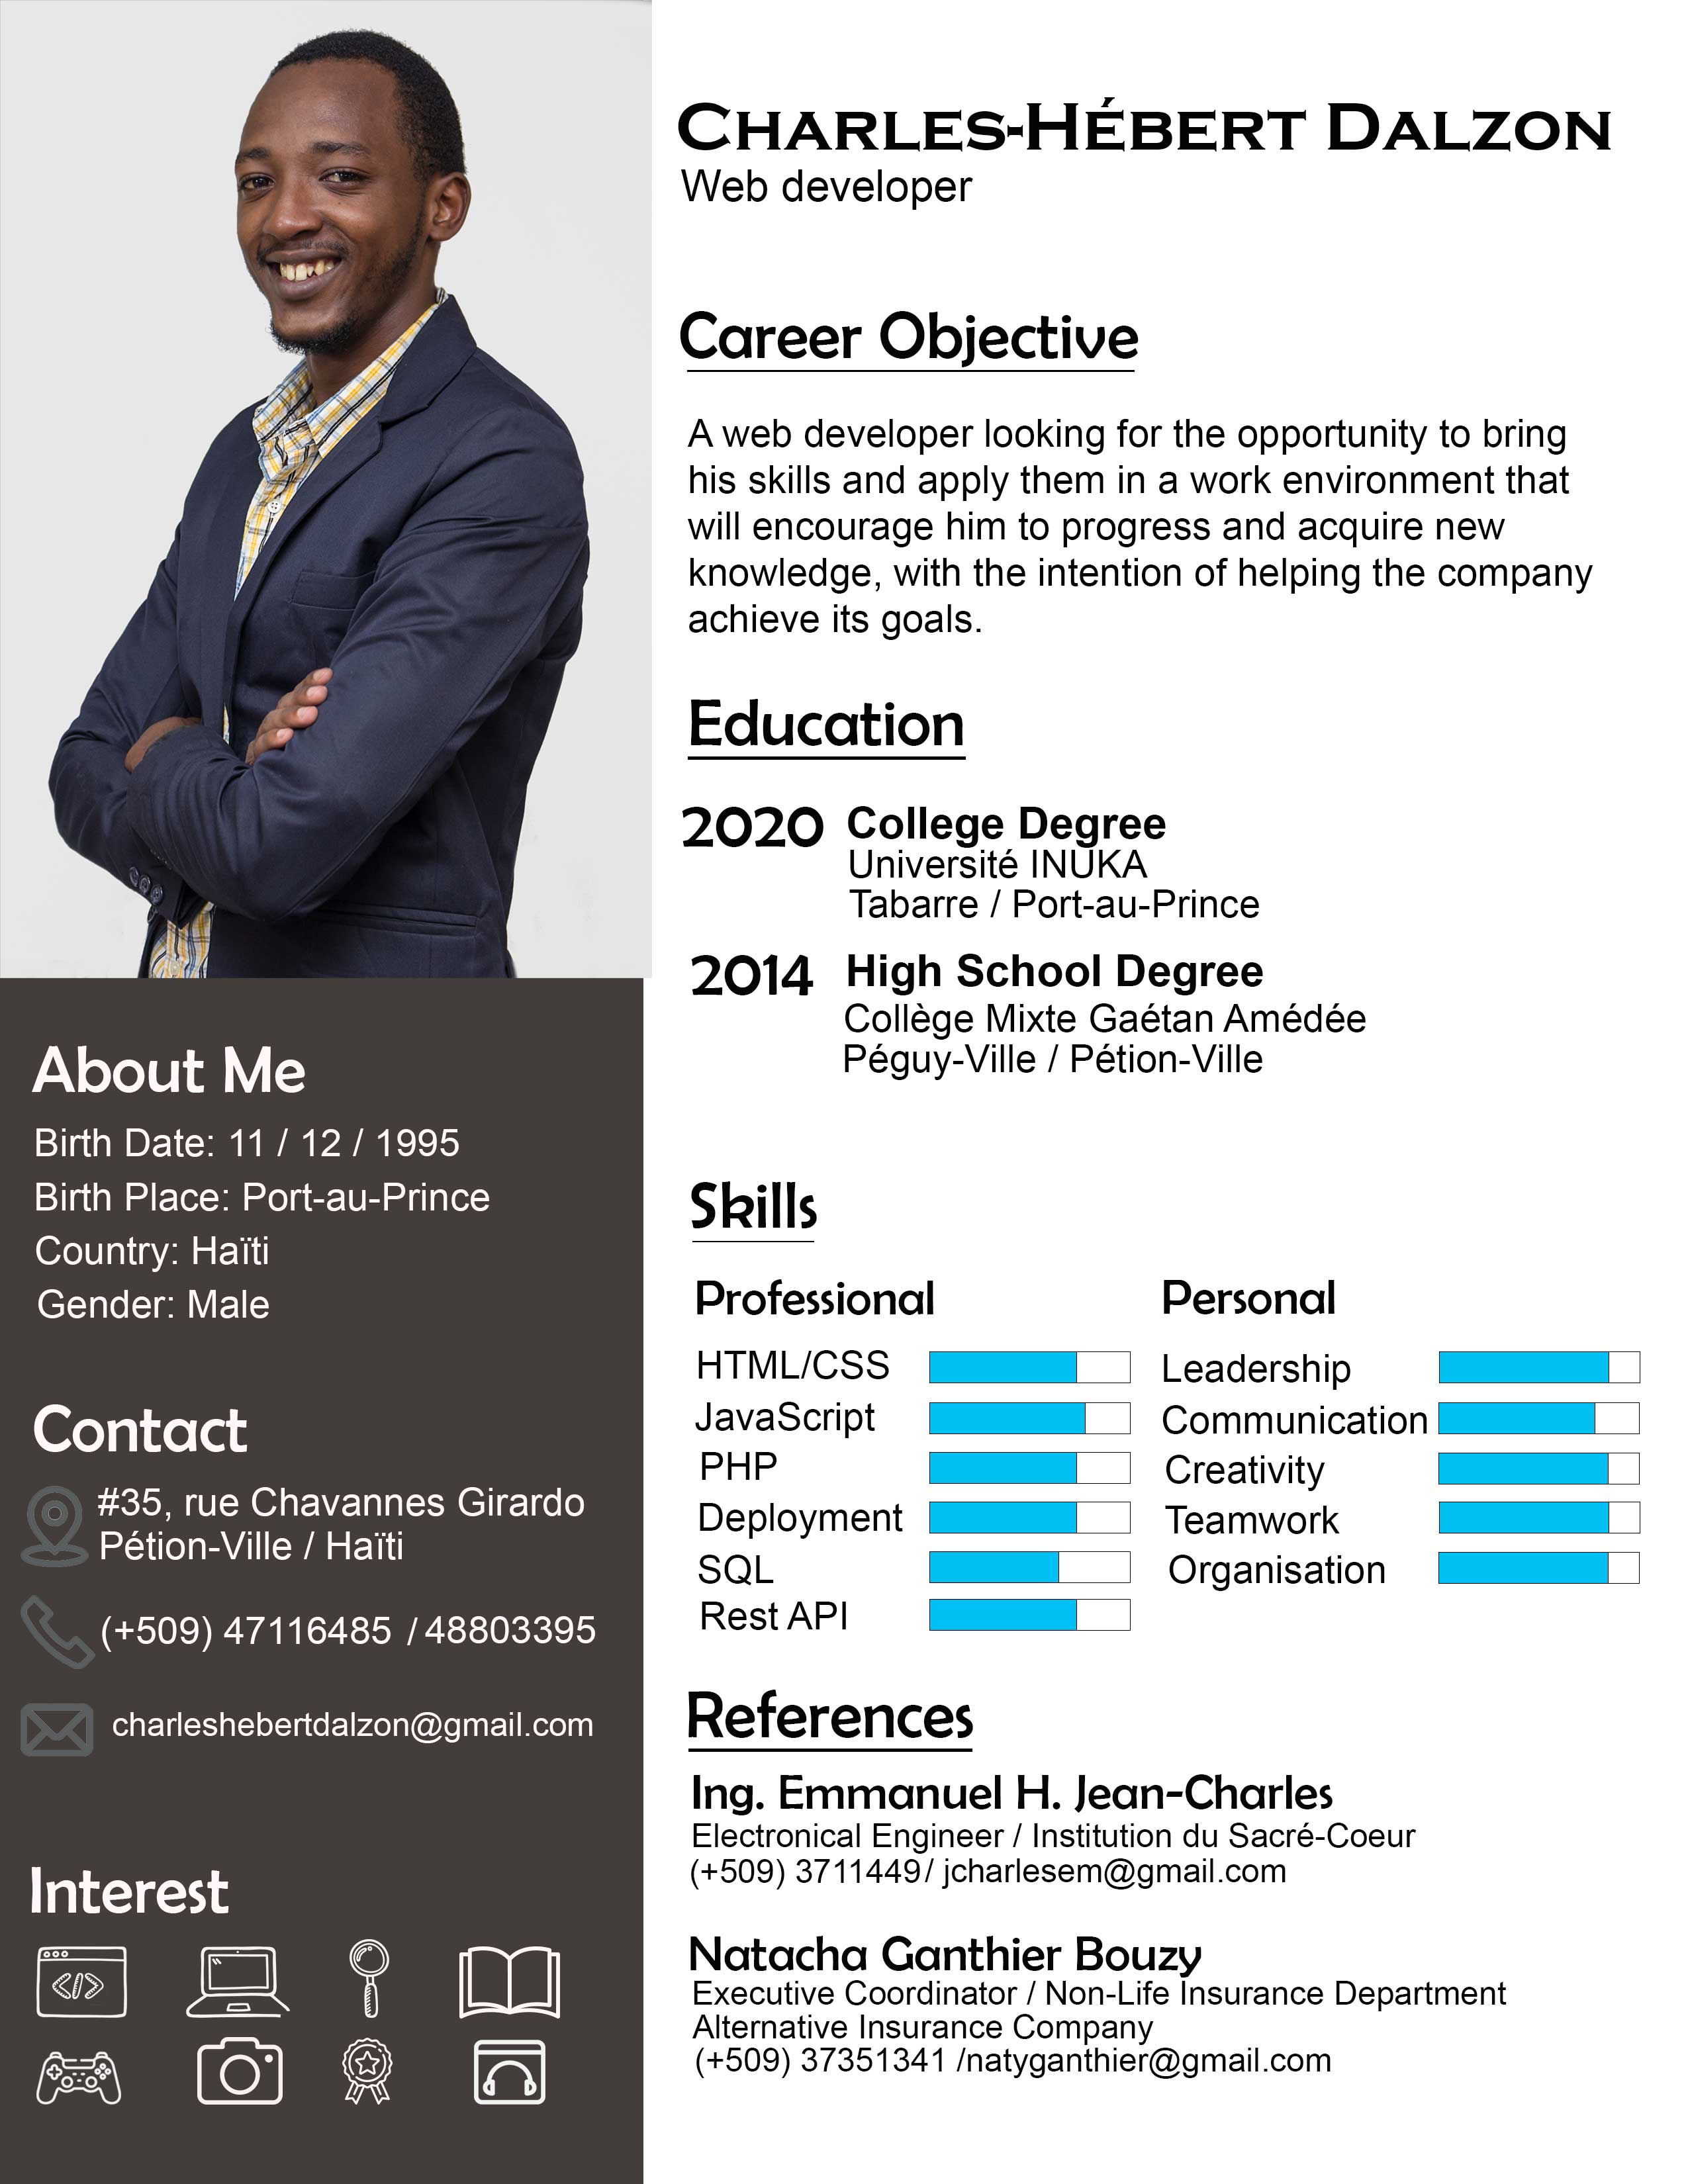 Charles-Hébert Dalzon
Web developer
Career Objective
A web developer looking for the opportunity to bring
his skills and apply them in a work environment that
will encourage him to progress and acquire new
knowledge, with the intention of helping the company
achieve its goals.
Education
2020 College Degree
Université INUKA
Tabarre / Port-au-Prince
2014 High School Degree
Collège Mixte Gaétan Amédée
Péguy-Ville / Pétion-Ville
About Me
Birth Date: 11 / 12 / 1995
Birth Place: Port-au-Prince
Country: Haïti
Gender: Male
Contact
#35, rue Chavannes Girardo
Pétion-Ville / Haïti
(+509) 47116485 / 48803395
charleshebertdalzon@gmail.com
Interest
</>
Skills
Professional
HTML/CSS
JavaScript
PHP
Deployment
SQL
Rest API
Personal
Leadership
Communication
Creativity
Teamwork
Organisation
References
Ing. Emmanuel H. Jean-Charles
Electronical Engineer / Institution du Sacré-Coeur
(+509) 3711449/ jcharlesem@gmail.com
Natacha Ganthier Bouzy
Executive Coordinator / Non-Life Insurance Department
Alternative Insurance Company
(+509) 37351341 /natyganthier@gmail.com